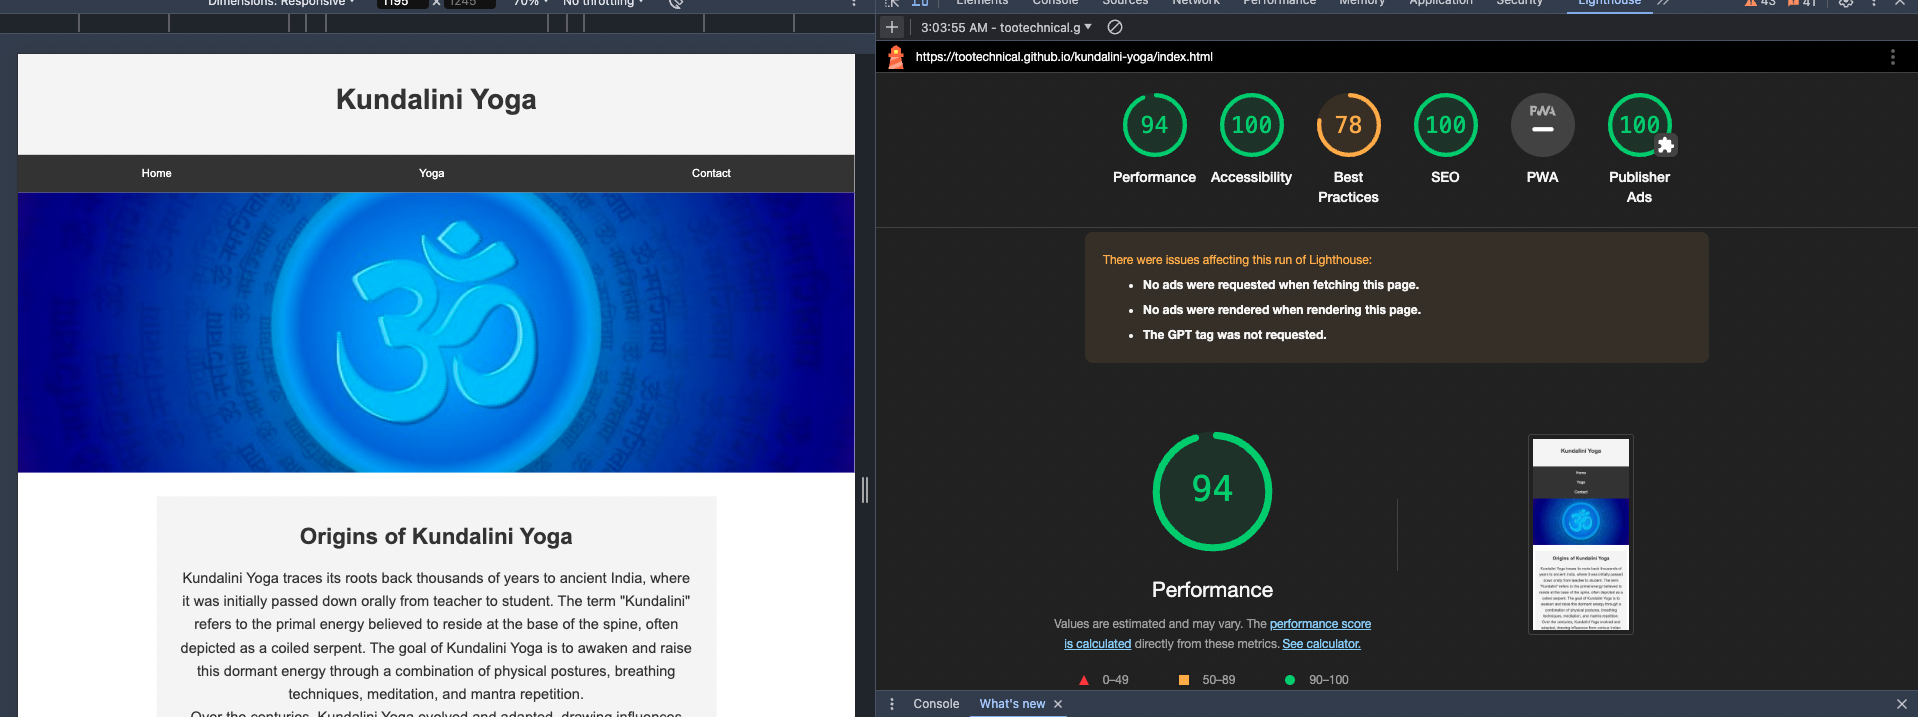 Dimensions: Responsive
1195
x
1245
70%
No throttling
Elements
Console
Sources
Network
Performance
Memory
Application
Security
Lighthouse
43
41
3:03:55 AM - tootechnical.g
https://tootechnical.github.io/kundalini-yoga/index.html
Kundalini Yoga
Home
Yoga
Contact
ॐ
Origins of Kundalini Yoga
Kundalini Yoga traces its roots back thousands of years to ancient India, where
it was initially passed down orally from teacher to student. The term "Kundalini"
refers to the primal energy believed to reside at the base of the spine, often
depicted as a coiled serpent. The goal of Kundalini Yoga is to awaken and raise
this dormant energy through a combination of physical postures, breathing
techniques, meditation, and mantra repetition.
Over the centuries, Kundalini Yoga evolved and adapted, drawing influences
94
100
78
100
PWA
100
Performance
Accessibility
Best
Practices
SEO
PWA
Publisher
Ads
There were issues affecting this run of Lighthouse:
• No ads were requested when fetching this page.
• No ads were rendered when rendering this page.
• The GPT tag was not requested.
94
Performance
Values are estimated and may vary. The performance score
is calculated directly from these metrics. See calculator.
0–49
50–89
90–100
Kundalini Yoga
Home
Yoga
Contact
ॐ
Origins of Kundalini Yoga
Console
What's new